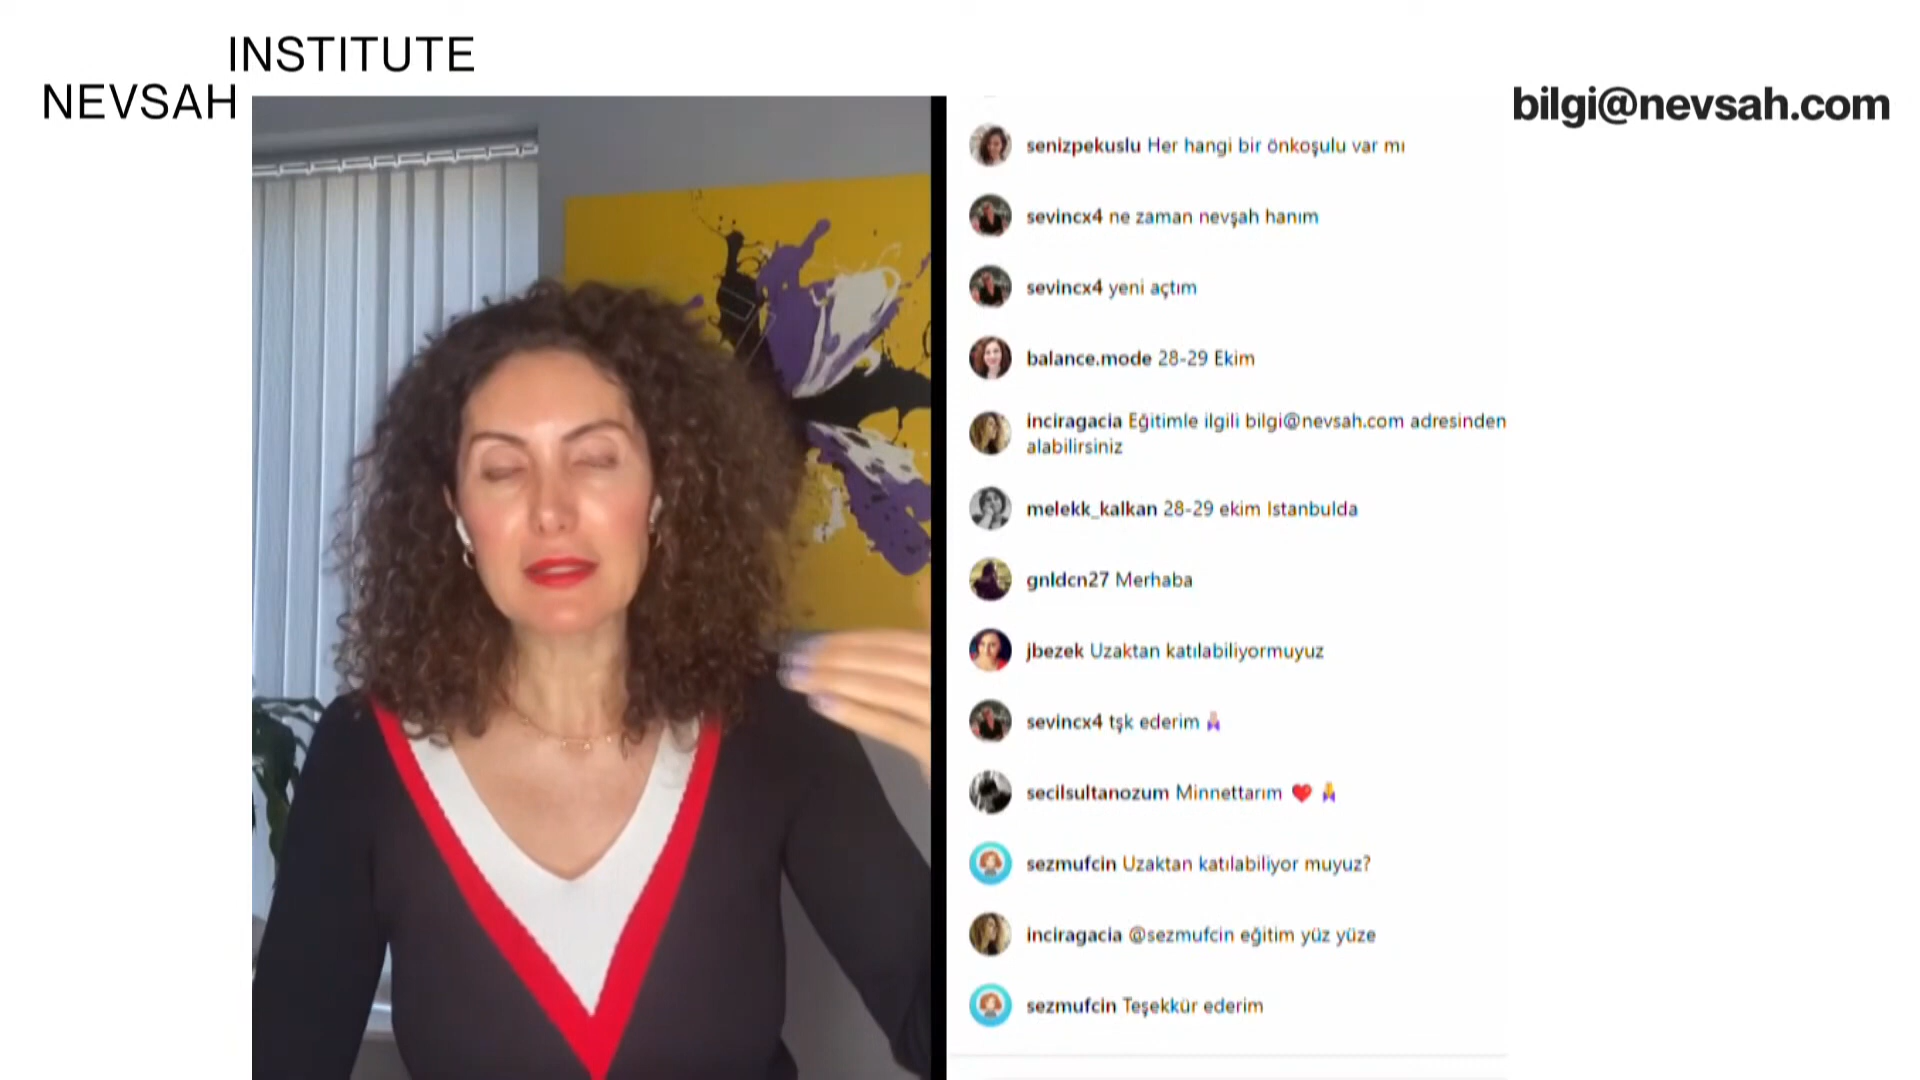 INSTITUTE
NEVSAH
bilgi@nevsah.com
senizpekuslu Her hangi bir önkoşulu var mı
sevincx4 ne zaman nevşah hanım
sevincx4 yeni açtım
balance.mode 28-29 Ekim
inciragacia Eğitimle ilgili bilgi@nevsah.com adresinden
alabilirsiniz
melekk_kalkan 28-29 ekim Istanbulda
gnldcn27 Merhaba
jbezek Uzaktan katılabiliyormuyuz
sevincx4 tşk ederim
secilsultanozum Minnettarım ❤️
sezmufcin Uzaktan katılabiliyor muyuz?
inciragacia @sezmufcin eğitim yüz yüze
sezmufcin Teşekkür ederim